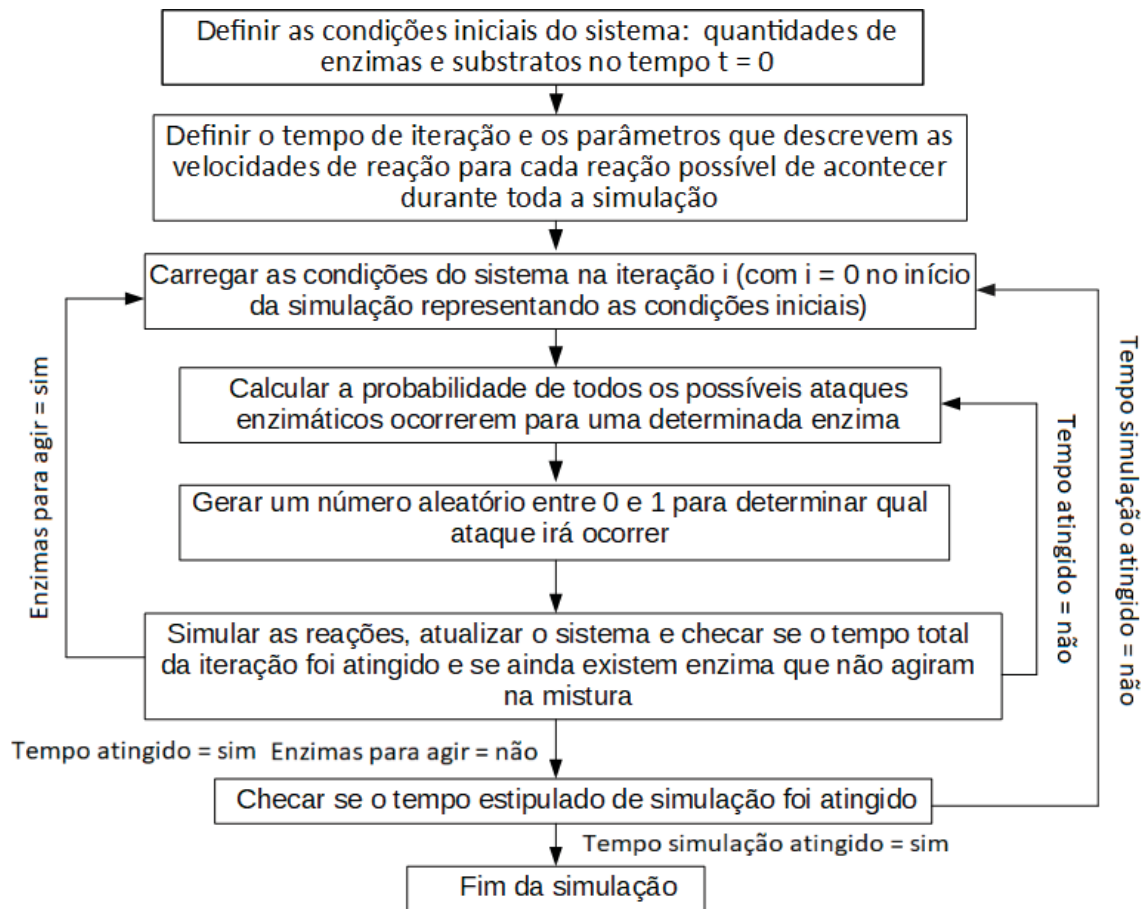 Definir as condições iniciais do sistema: quantidades de
enzimas e substratos no tempo t = 0
Definir o tempo de iteração e os parâmetros que descrevem as
velocidades de reação para cada reação possível de acontecer
durante toda a simulação
Carregar as condições do sistema na iteração i (com i = 0 no início
da simulação representando as condições iniciais)
Calcular a probabilidade de todos os possíveis ataques
enzimáticos ocorrerem para uma determinada enzima
Gerar um número aleatório entre 0 e 1 para determinar qual
ataque irá ocorrer
Simular as reações, atualizar o sistema e checar se o tempo total
da iteração foi atingido e se ainda existem enzima que não agiram
na mistura
Enzimas para agir = sim
Tempo atingido = não
Tempo simulação atingido = não
Tempo atingido = sim Enzimas para agir = não
Checar se o tempo estipulado de simulação foi atingido
Tempo simulação atingido = sim
Fim da simulação